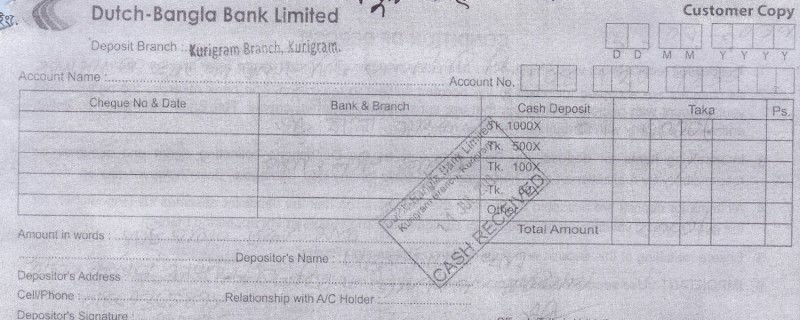 Dutch-Bangla Bank Limited
Customer Copy
Deposit Branch : Kurigram Branch, Kurigram.
D D M M Y Y Y Y
Account Name : Account No.
Cheque No & Date Bank & Branch Cash Deposit Taka Ps.
Tk. 1000X
Tk. 500X
Tk. 100X
Tk.
Other
Total Amount
Dutch-Bangla Bank Limited
Kurigram Branch, Kurigram
CASH RECEIVED
Amount in words :
Depositor's Name :
Depositor's Address
Cell/Phone : Relationship with A/C Holder :
Depositor's Signature :